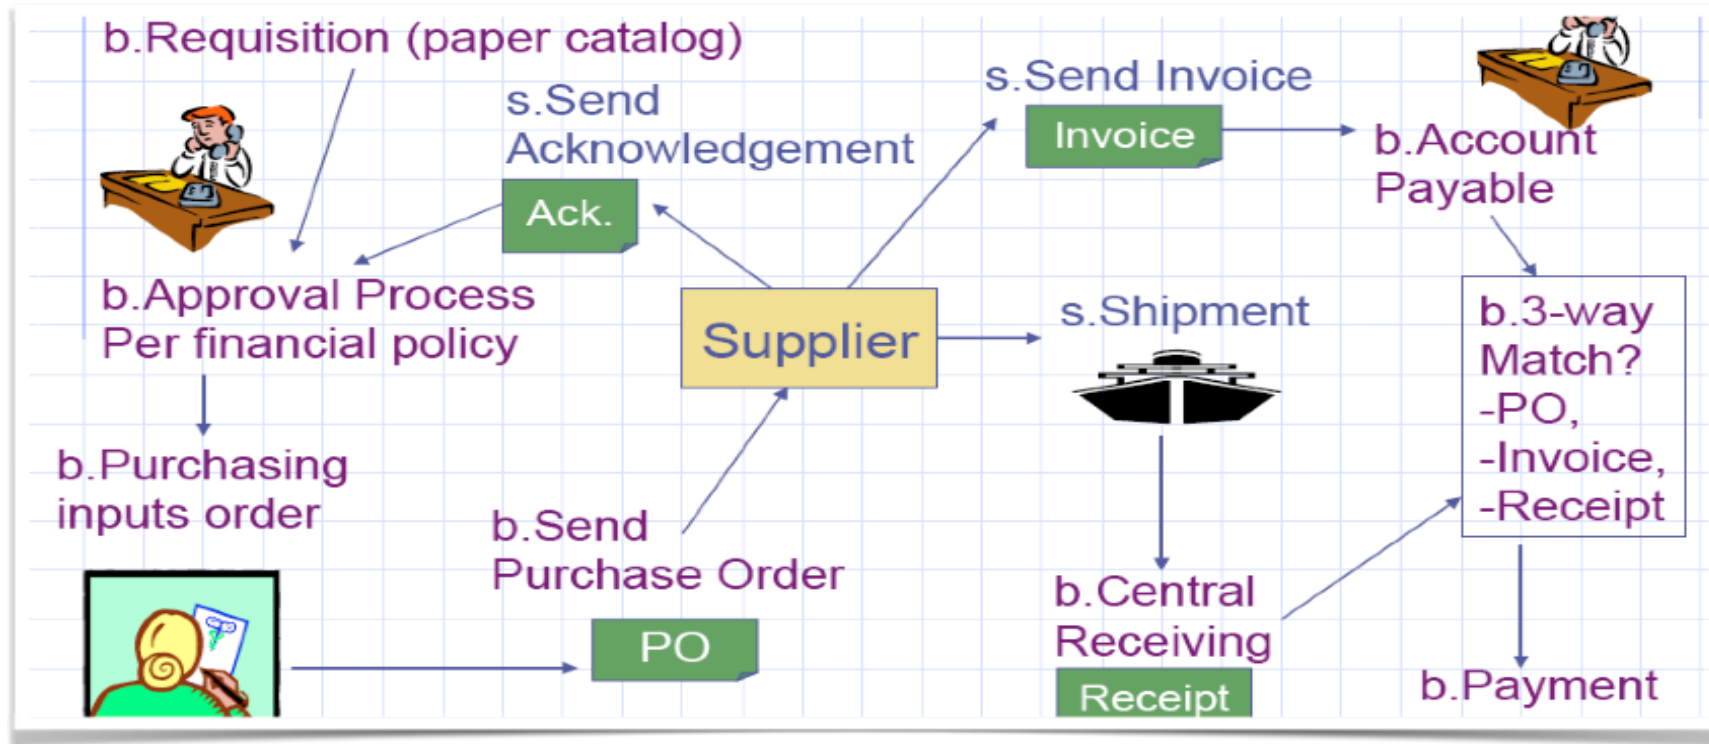 b.Requisition (paper catalog)
s.Send
Acknowledgement
Ack.
b.Approval Process
Per financial policy
b.Purchasing
inputs order
b.Send
Purchase Order
PO
Supplier
s.Send Invoice
Invoice
b.Account
Payable
s.Shipment
b.Central
Receiving
Receipt
b.3-way
Match?
-PO,
-Invoice,
-Receipt
b.Payment